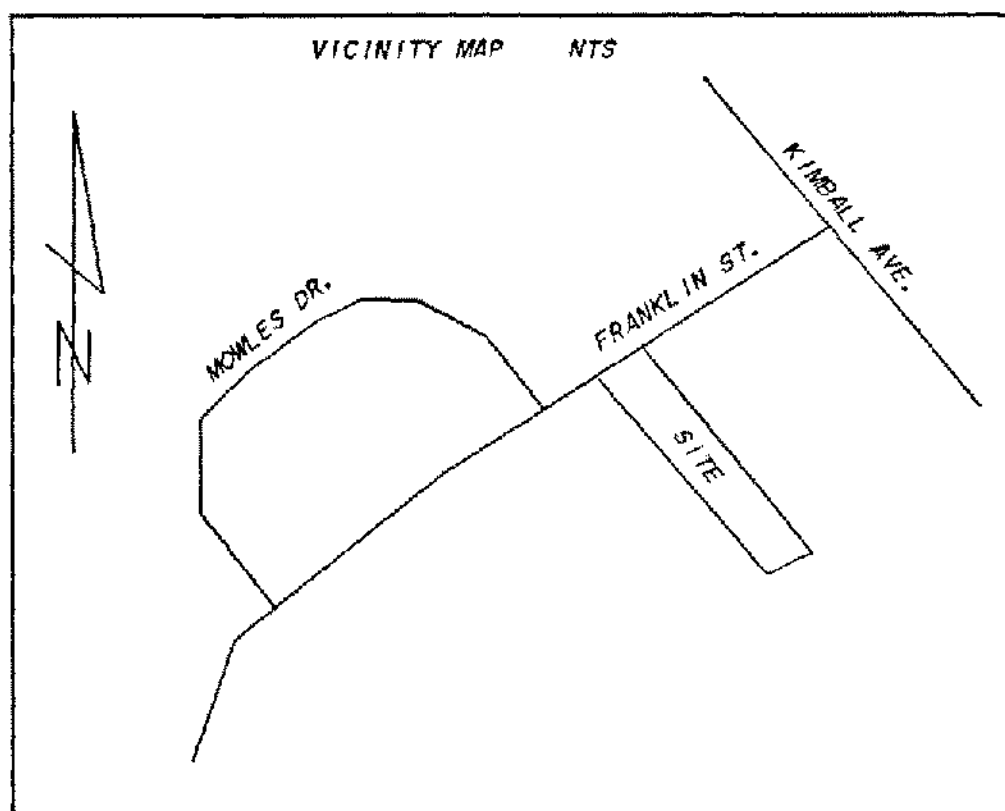 VICINITY MAP NTS
KIMBALL AVE.
FRANKLIN ST.
MOWLES DR.
N
SITE